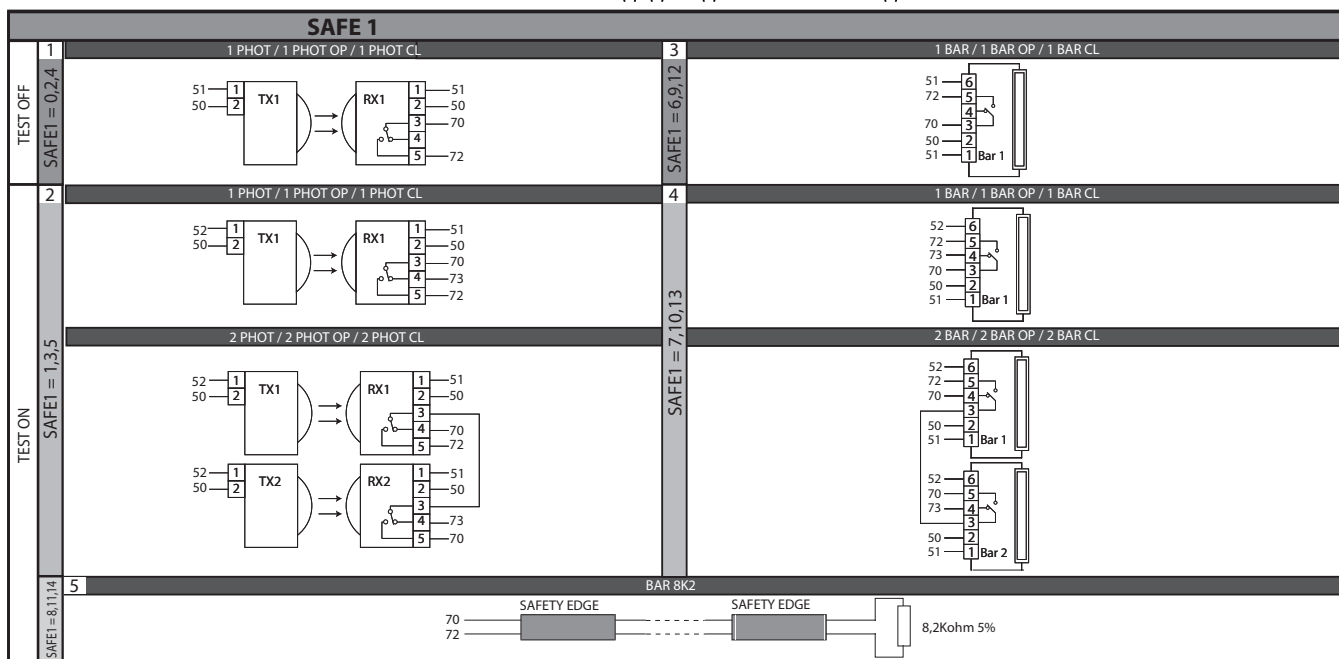 SAFE 1
TEST OFF
SAFE1 = 0,2,4
1
1 PHOT / 1 PHOT OP / 1 PHOT CL
51 1 TX1 RX1 1 51
50 2 2 50
3 70
4
5 72
SAFE1 = 6,9,12
3
1 BAR / 1 BAR OP / 1 BAR CL
51 6
72 5
4
70 3
50 2
51 1 Bar 1
TEST ON
SAFE1 = 1,3,5
2
1 PHOT / 1 PHOT OP / 1 PHOT CL
52 1 TX1 RX1 1 51
50 2 2 50
3 70
4 73
5 72
2 PHOT / 2 PHOT OP / 2 PHOT CL
52 1 TX1 RX1 1 51
50 2 2 50
3
4 70
5 72
52 1 TX2 RX2 1 51
50 2 2 50
3
4 73
5 70
SAFE1 = 7,10,13
4
1 BAR / 1 BAR OP / 1 BAR CL
52 6
72 5
73 4
70 3
50 2
51 1 Bar 1
2 BAR / 2 BAR OP / 2 BAR CL
52 6
72 5
70 4
3
50 2
51 1 Bar 1
52 6
70 5
73 4
3
50 2
51 1 Bar 2
SAFE1 = 8,11,14
5
BAR 8K2
SAFETY EDGE SAFETY EDGE
70
72
8,2Kohm 5%